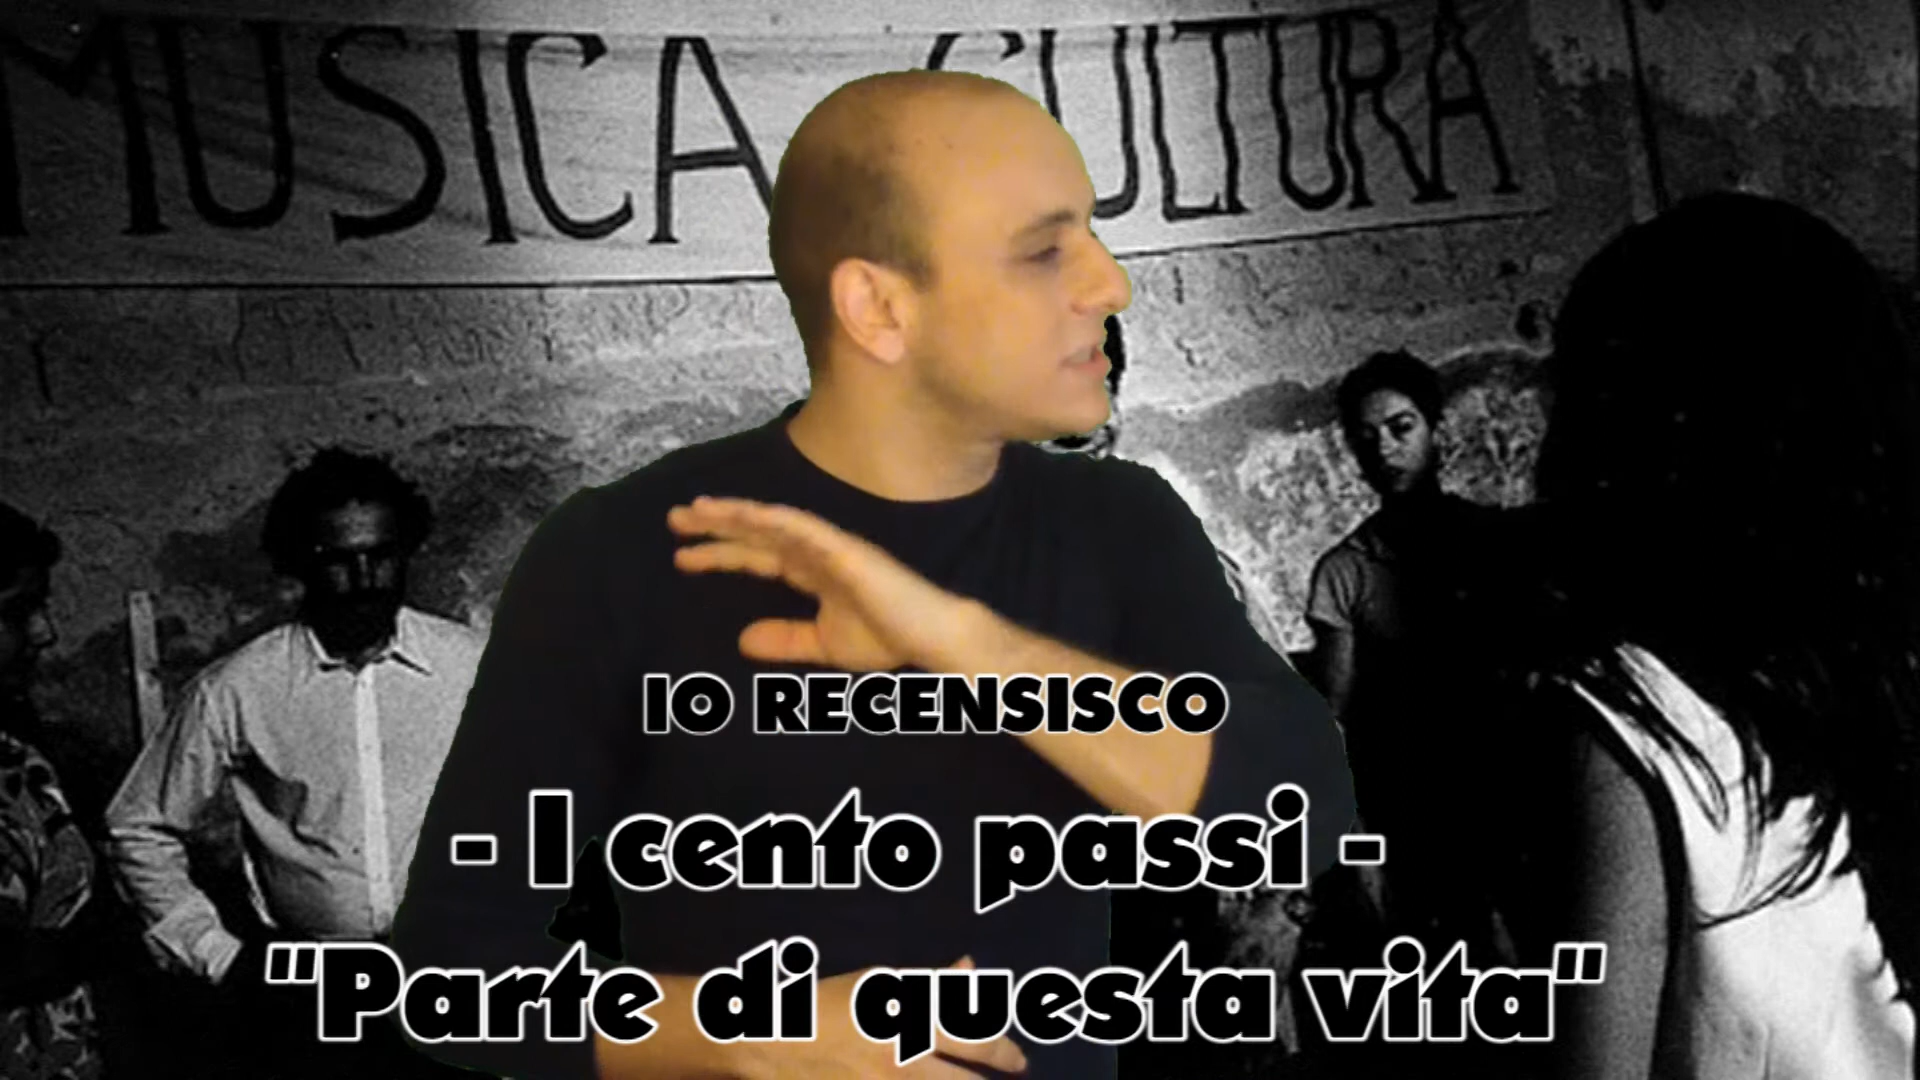 MUSICA CULTURA
IO RECENSISCO
- I cento passi -
"Parte di questa vita"